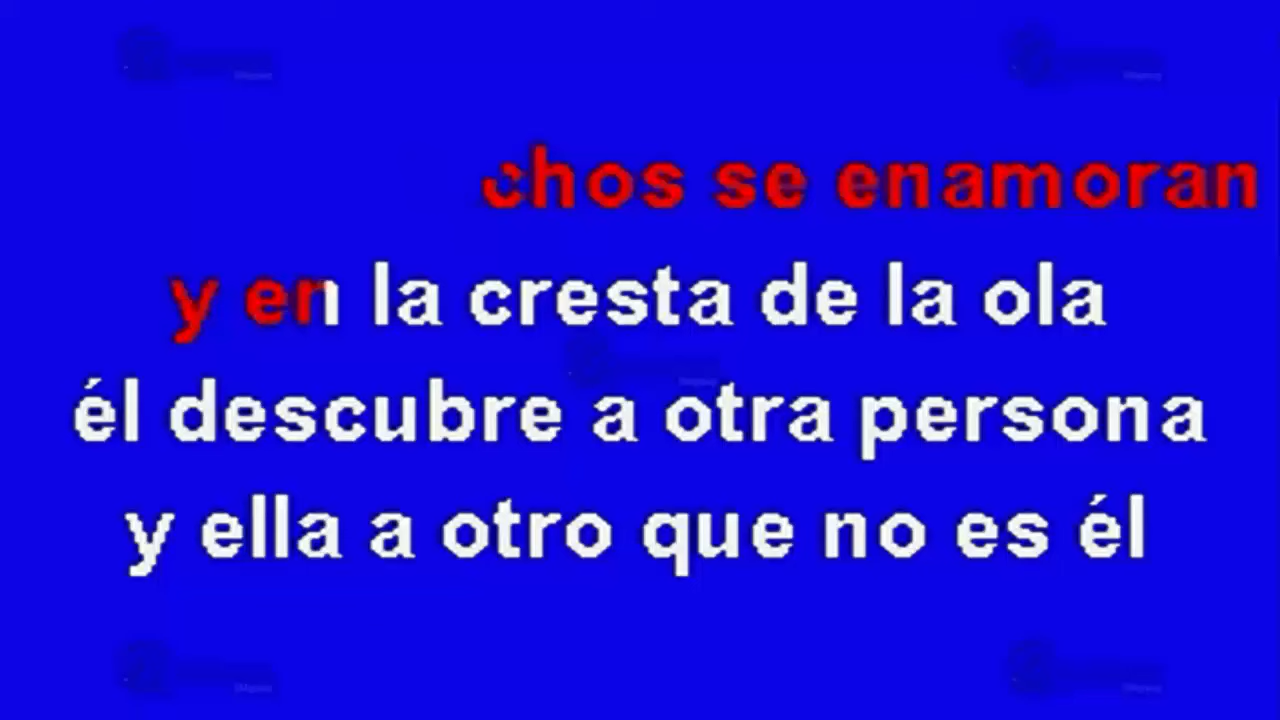 chos se enamoran
y en la cresta de la ola
él descubre a otra persona
y ella a otro que no es él